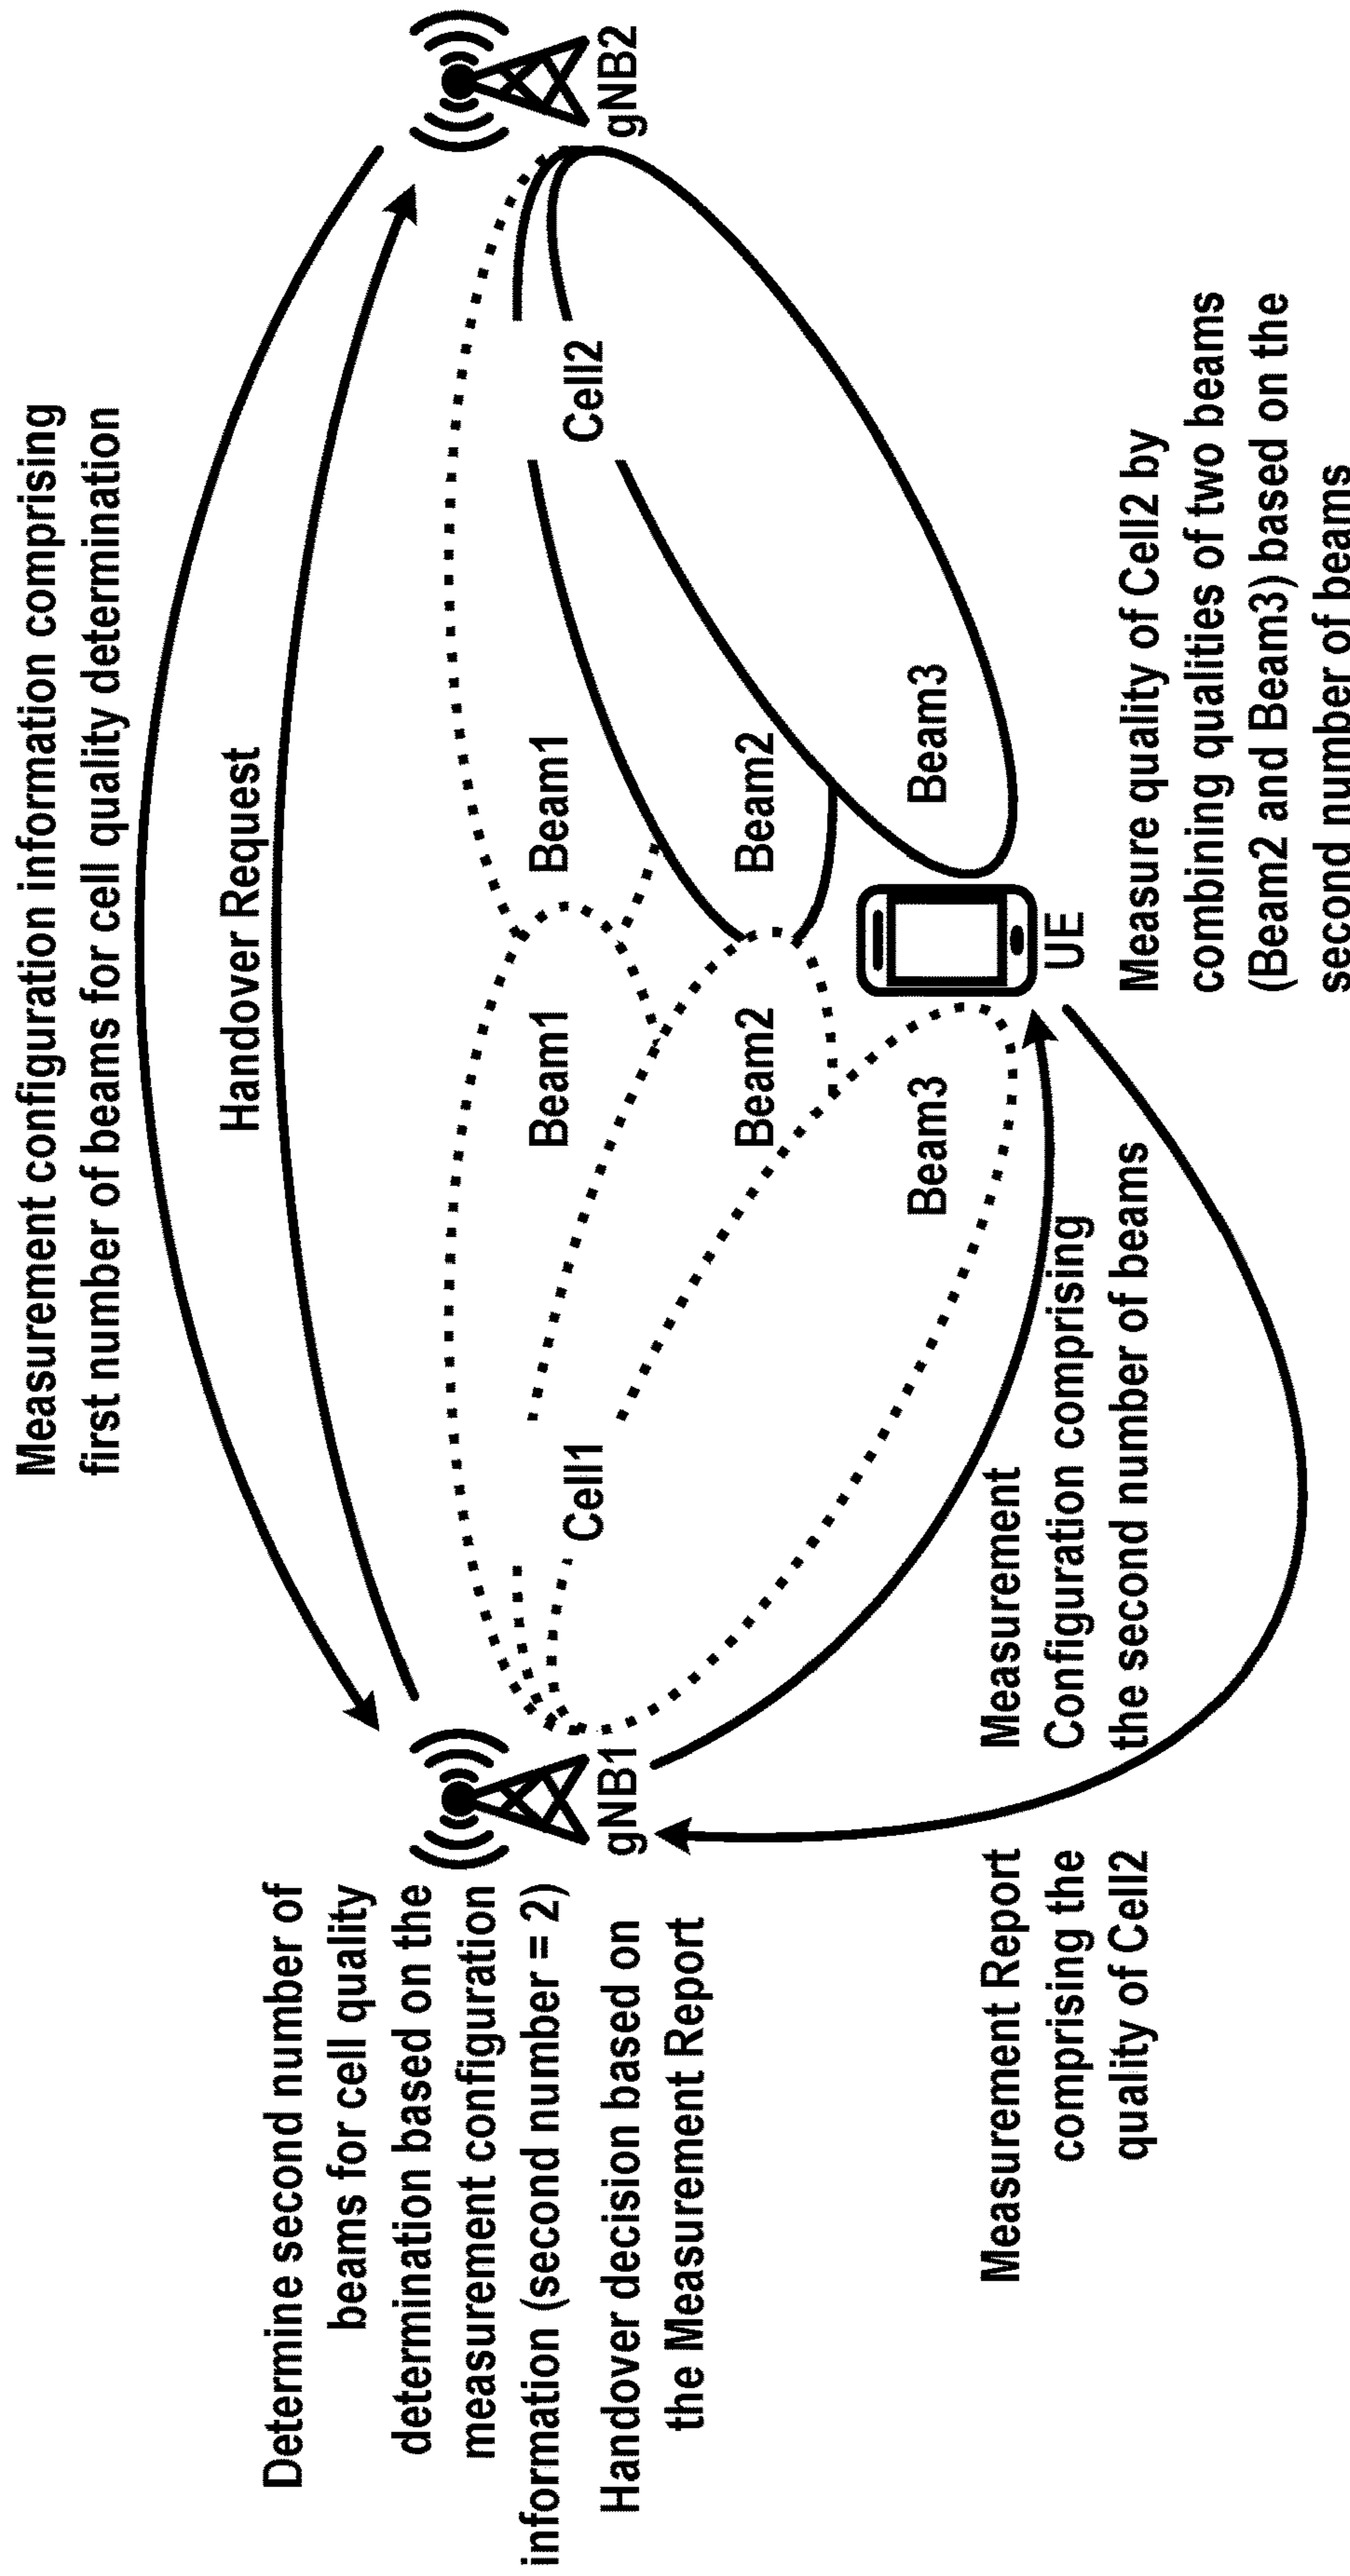 Measurement configuration information comprising
first number of beams for cell quality determination
Handover Request
Determine second number of
beams for cell quality
determination based on the
measurement configuration
information (second number = 2)
Handover decision based on
the Measurement Report
gNB1
gNB2
Cell1
Cell2
Beam1
Beam1
Beam2
Beam2
Beam3
Beam3
UE
Measurement
Configuration comprising
the second number of beams
Measurement Report
comprising the
quality of Cell2
Measure quality of Cell2 by
combining qualities of two beams
(Beam2 and Beam3) based on the
second number of beams